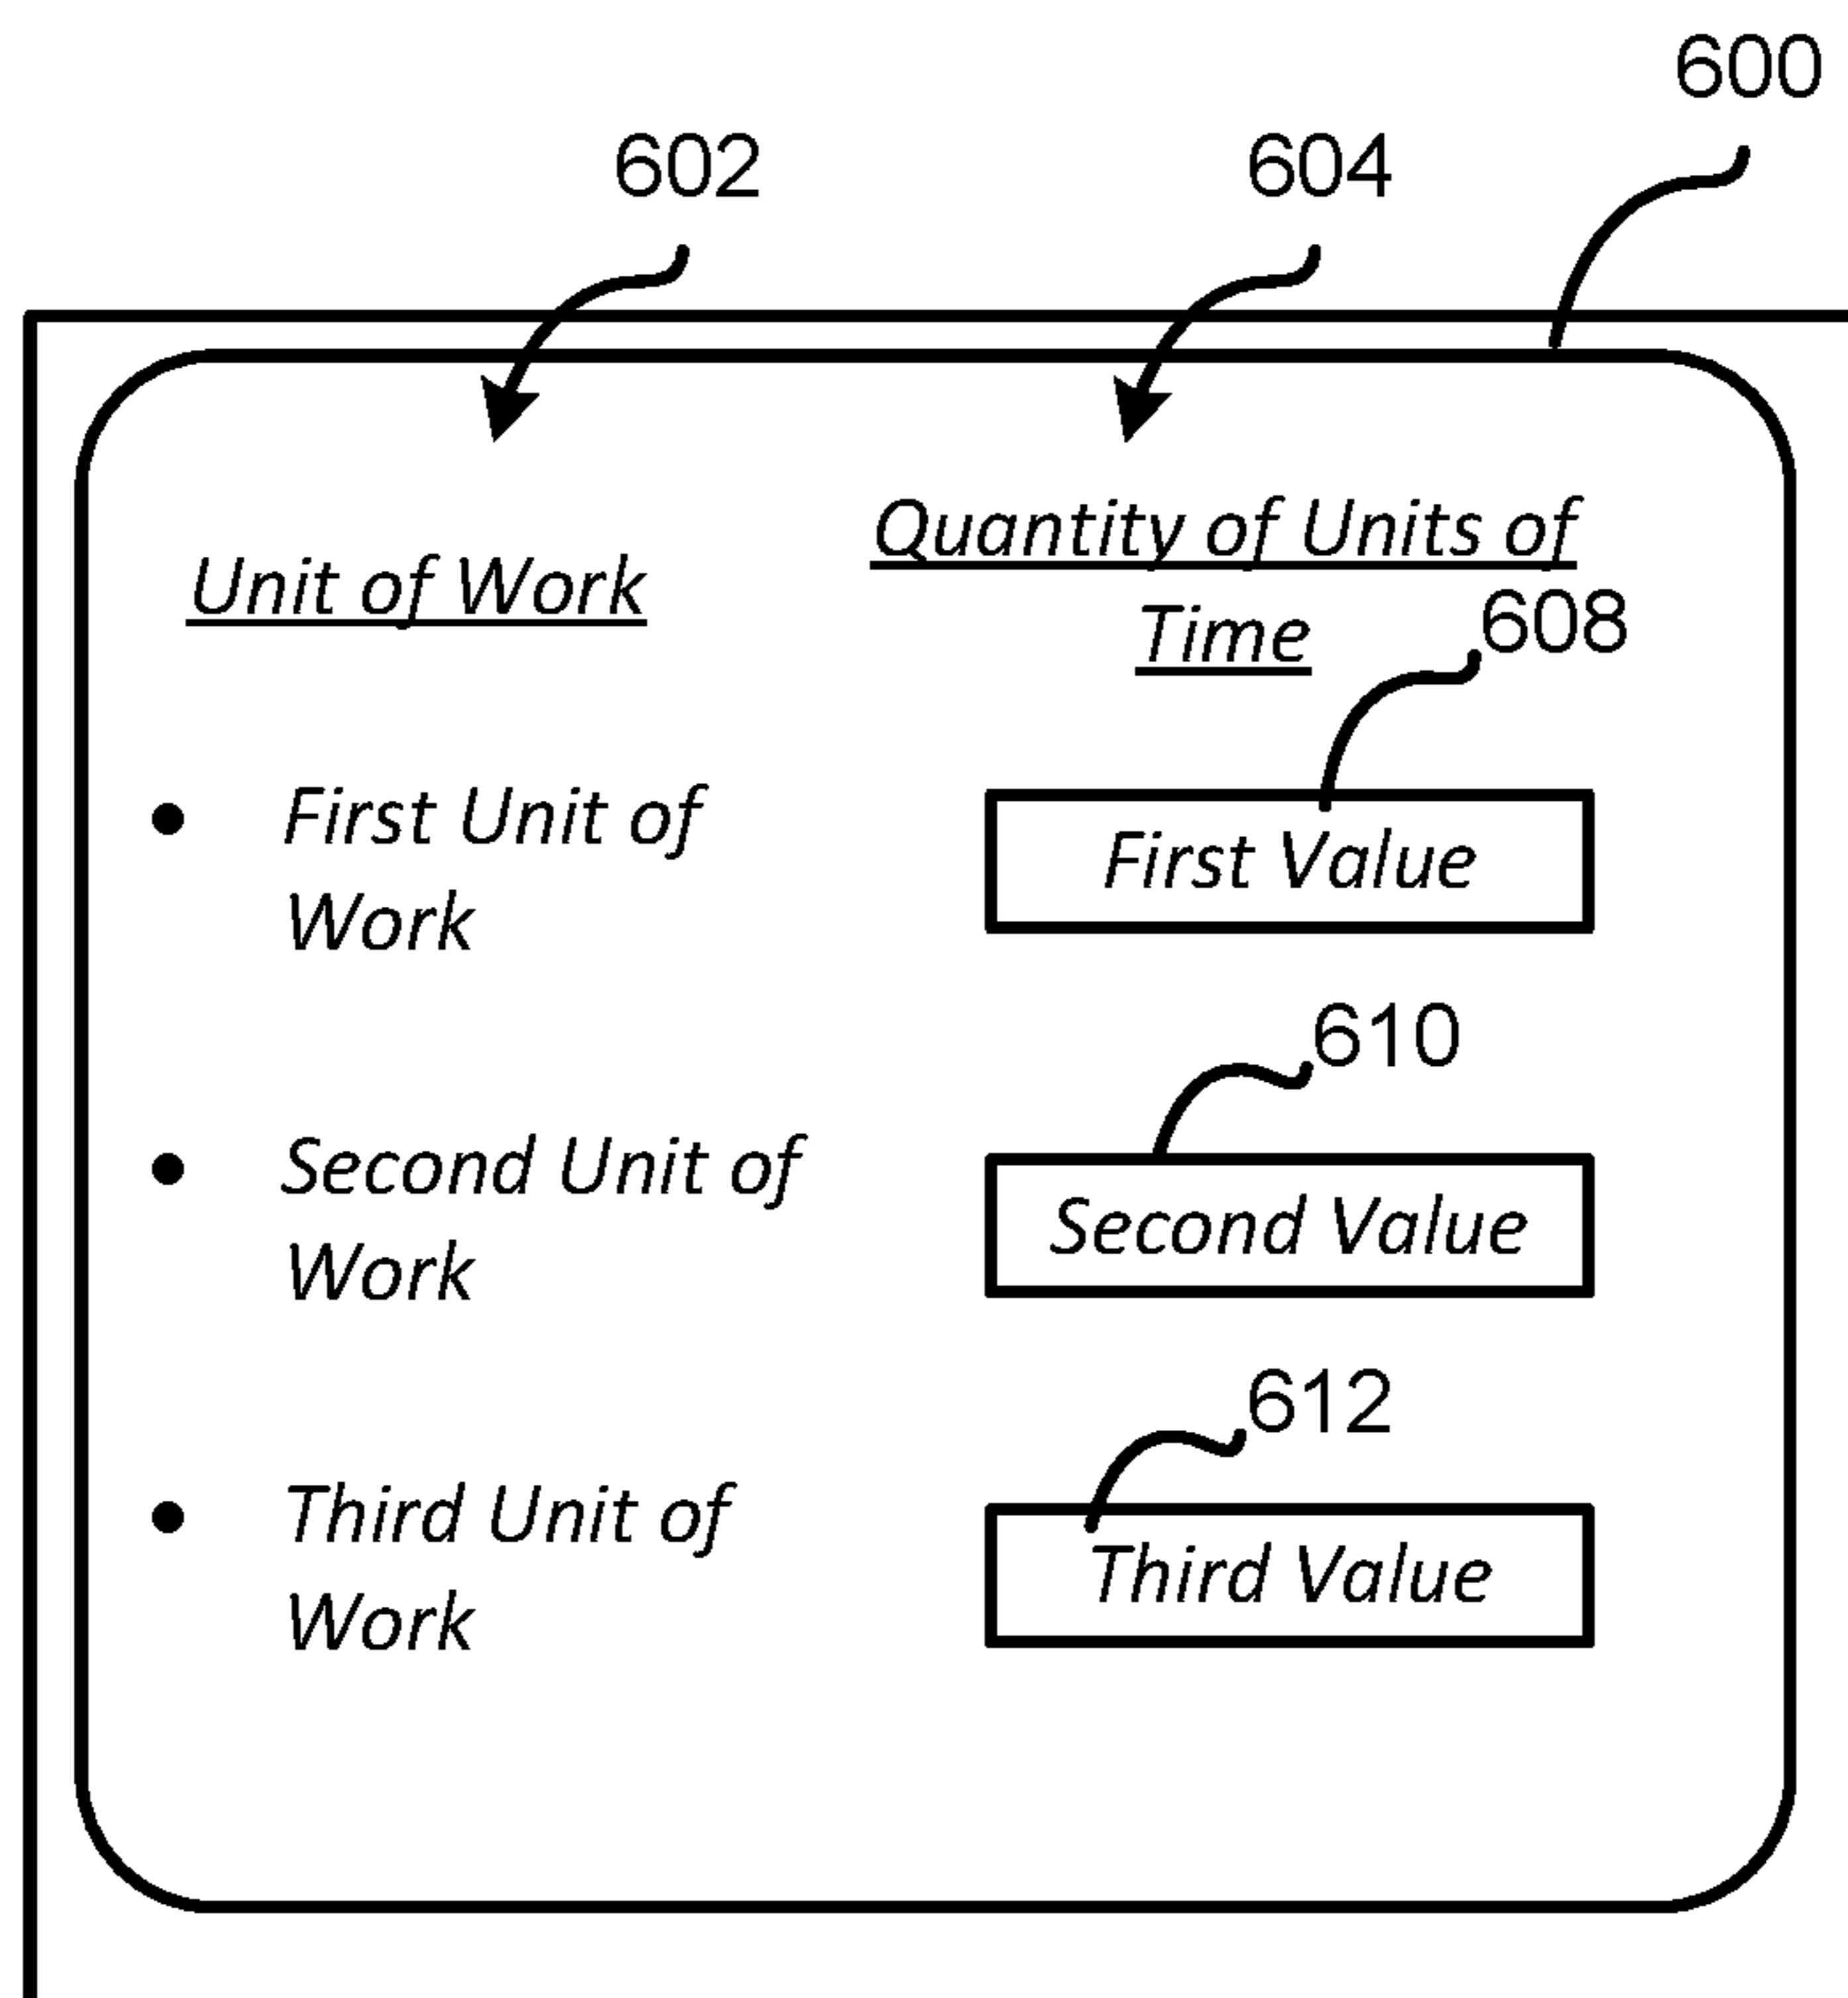 600
602
604
Unit of Work
Quantity of Units of
Time
608
First Unit of
Work
First Value
610
Second Unit of
Work
Second Value
612
Third Unit of
Work
Third Value